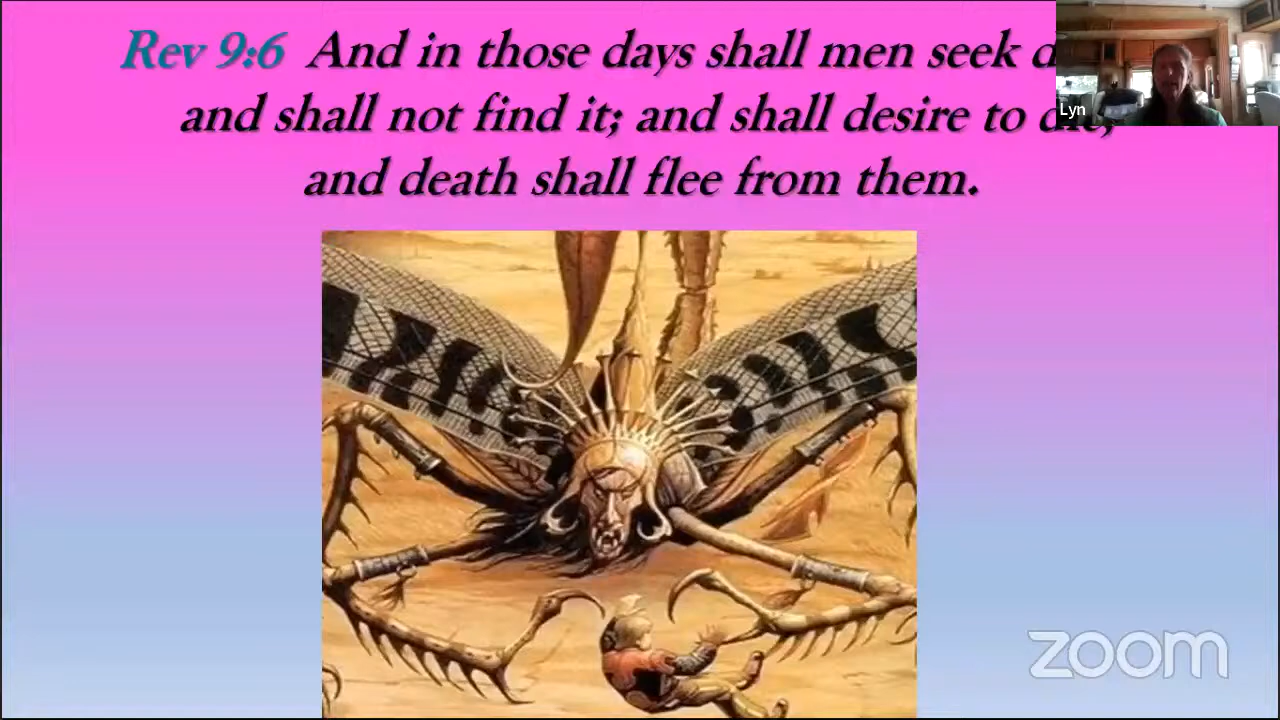 Rev 9:6 And in those days shall men seek
and shall not find it; and shall desire to
and death shall flee from them.
Lyn
zoom